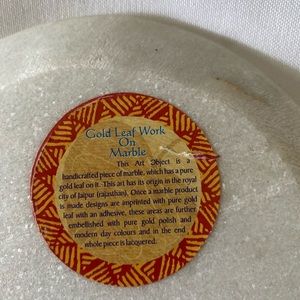 Gold Leaf Work
On
Marble
This Art Object is a
handicrafted piece of marble, which has a pure
gold leaf on it. This art has its origin in the royal
city of Jaipur (rajasthan). Once a marble product
is made designs are imprinted with pure gold
leaf with an adhesive, these areas are further
embellished with pure gold polish and
modern day colours and in the end
whole piece is lacquered.